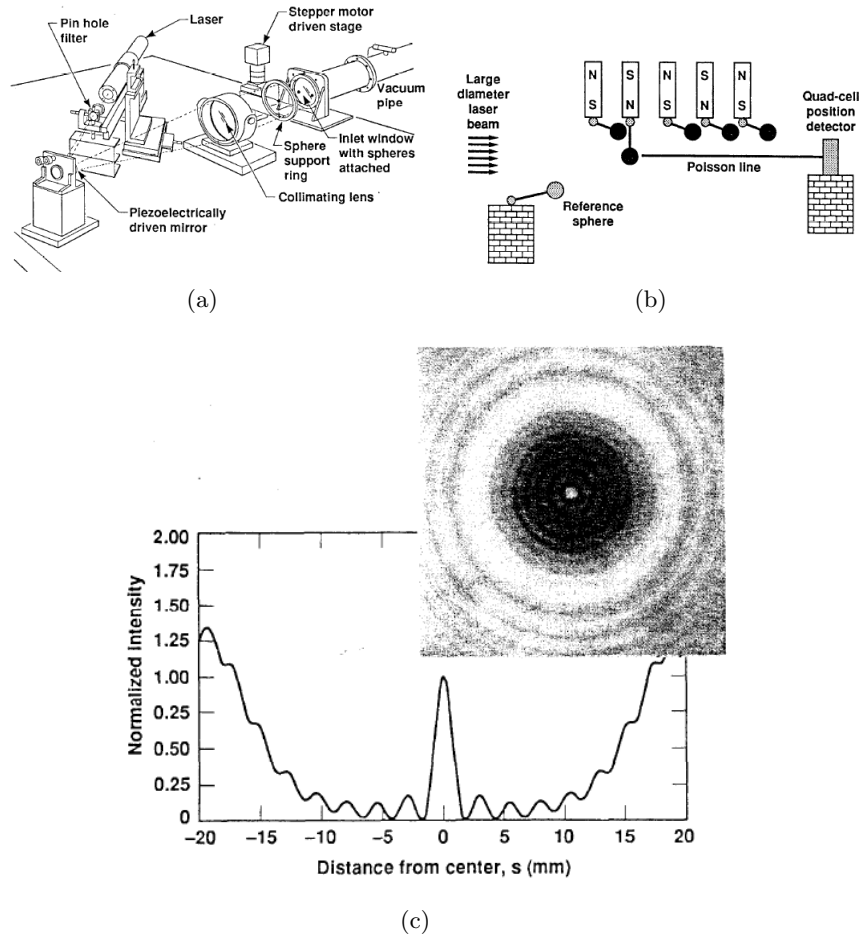 Pin hole
filter
Laser
Stepper motor
driven stage
Vacuum
pipe
Inlet window
with spheres
attached
Sphere
support
ring
Collimating lens
Piezoelectrically
driven mirror
(a)
Large
diameter
laser
beam
N S N S N
S N S N S
Quad-cell
position
detector
Poisson line
Reference
sphere
(b)
2.00
1.75
1.50
1.25
1.00
0.25
0.50
0.25
0
Normalized Intensity
−20 −15 −10 −5 0 5 10 15 20
Distance from center, s (mm)
(c)